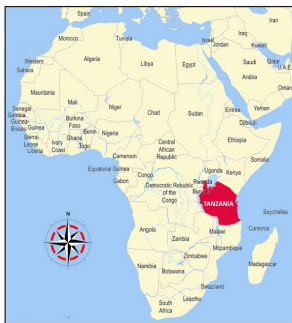 Spain
Iran
Morocco
Tunisia
Israel
Jordan
Iraq
Kuwait
Algeria
Libya
Egypt
Saudi
Arabia
Qatar
U.A.E.
Western
Sahara
Oman
Mauritania
Mali
Niger
Chad
Sudan
Eritrea
Yemen
Senegal
Gambia
Guinea-
Bissau
Guinea
Burkina
Faso
Djibouti
Sierra
Leone
Liberia
Ivory
Coast
Ghana
Togo
Benin
Nigeria
Ethiopia
Central
African
Republic
Cameroon
Somalia
Equatorial Guinea
Gabon
Congo
Uganda
Kenya
Democratic Republic
of the
Congo
Rwanda
TANZANIA
Seychelles
Comoros
Angola
Zambia
Malawi
Mozambique
Zimbabwe
Madagascar
Namibia
Botswana
Swaziland
South
Africa
Lesotho
N